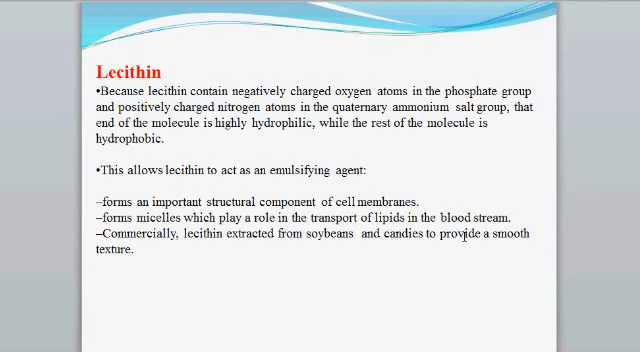 Lecithin
•Because lecithin contain negatively charged oxygen atoms in the phosphate group
and positively charged nitrogen atoms in the quaternary ammonium salt group, that
end of the molecule is highly hydrophilic, while the rest of the molecule is
hydrophobic.
•This allows lecithin to act as an emulsifying agent:
–forms an important structural component of cell membranes.
–forms micelles which play a role in the transport of lipids in the blood stream.
–Commercially, lecithin extracted from soybeans and candies to provide a smooth
texture.